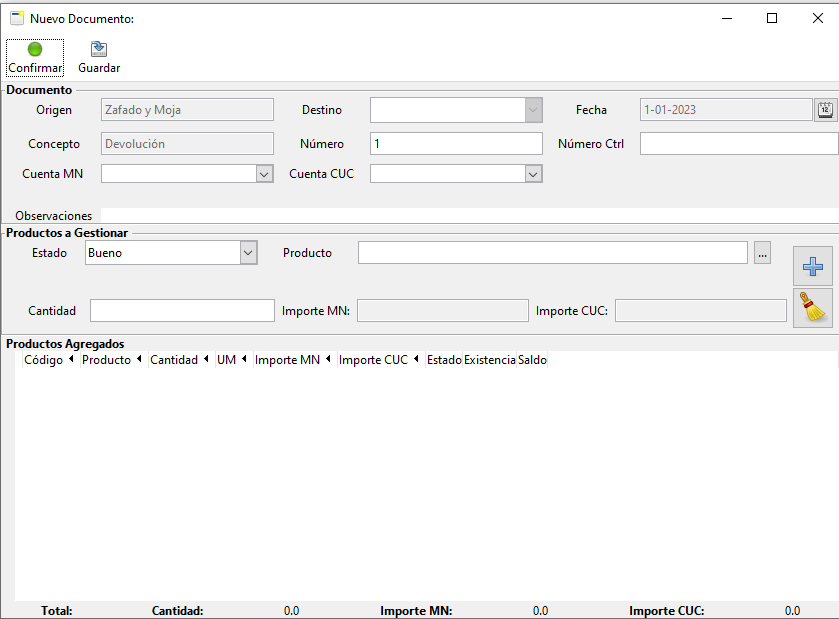 Nuevo Documento:
Confirmar Guardar
Documento
Origen Zafado y Moja Destino Fecha 1-01-2023 12
Concepto Devolución Número 1 Número Ctrl
Cuenta MN Cuenta CUC
Observaciones
Productos a Gestionar
Estado Bueno Producto ...
Cantidad Importe MN: Importe CUC:
Productos Agregados
Código Producto Cantidad UM Importe MN Importe CUC Estado Existencia Saldo
Total: Cantidad: 0.0 Importe MN: 0.0 Importe CUC: 0.0